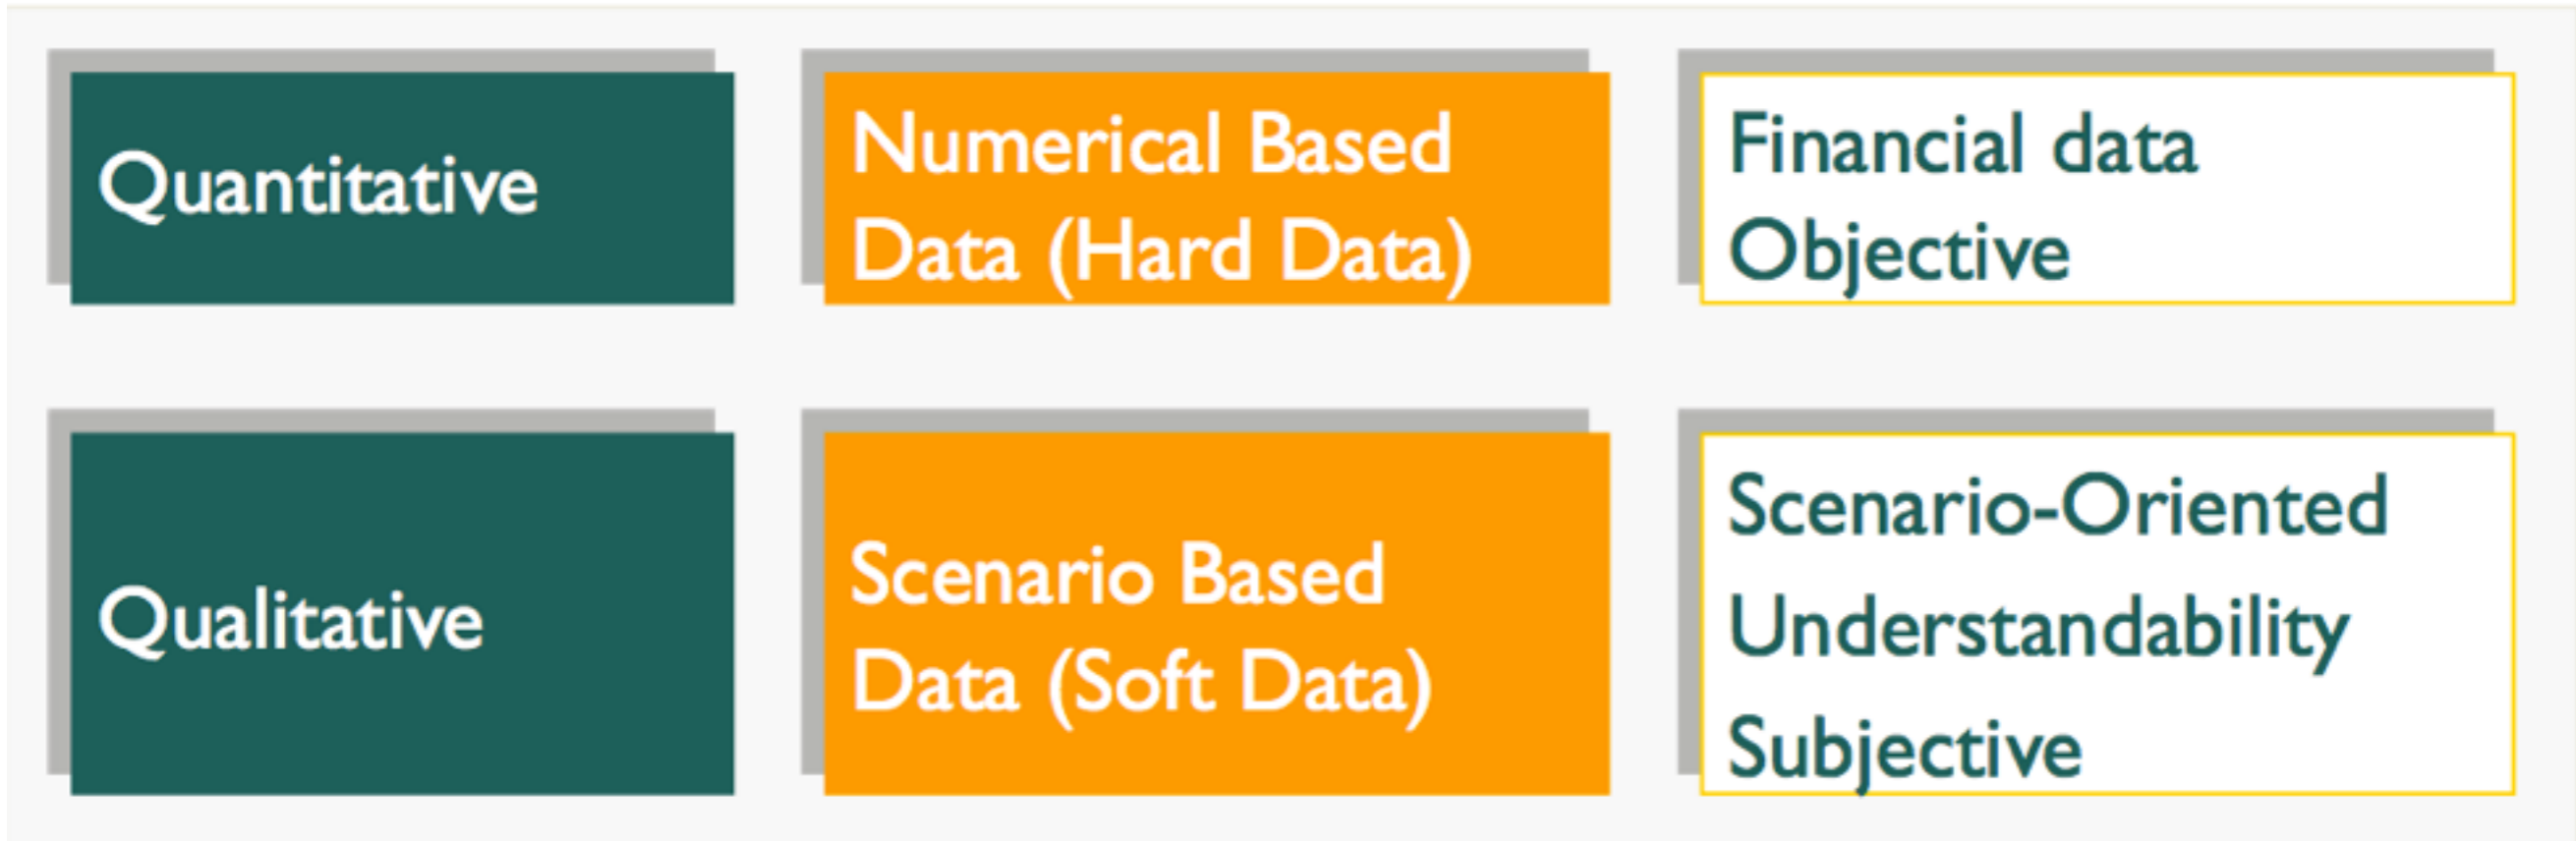 Quantitative
Numerical Based
Data (Hard Data)
Financial data
Objective
Qualitative
Scenario Based
Data (Soft Data)
Scenario-Oriented
Understandability
Subjective